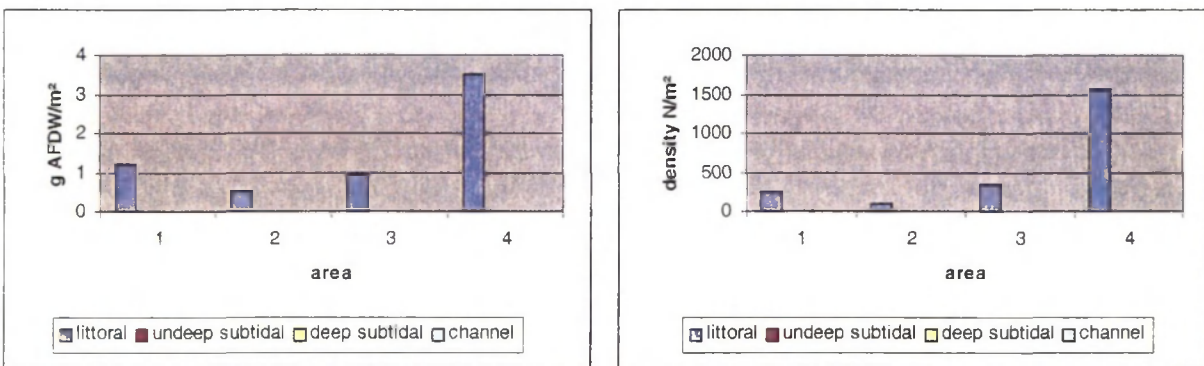 g AFDW/m²
4
3
2
1
0
1 2 3 4
area
littoral undeep subtidal deep subtidal channel
density N/m²
2000
1500
1000
500
0
1 2 3 4
area
littoral undeep subtidal deep subtidal channel